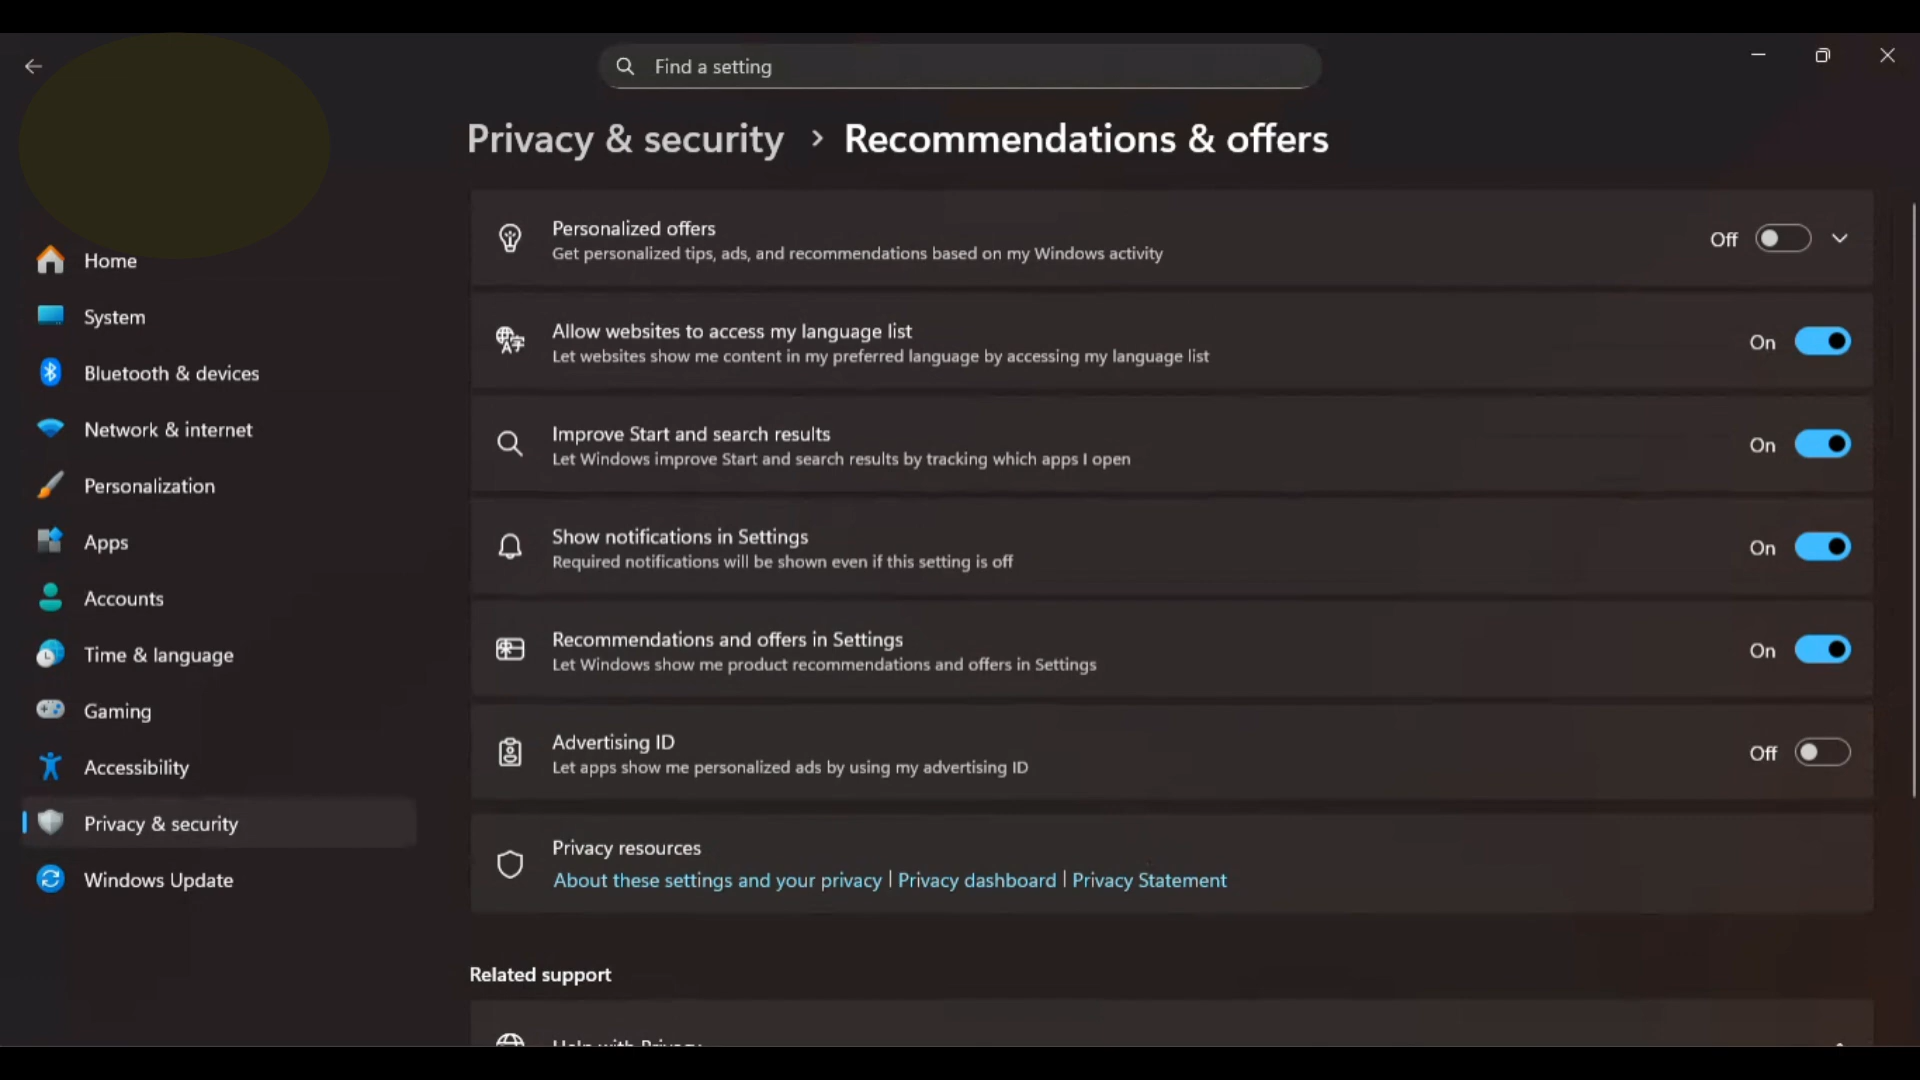 Find a setting
Privacy & security > Recommendations & offers
Home
System
Bluetooth & devices
Network & internet
Personalization
Apps
Accounts
Time & language
Gaming
Accessibility
Privacy & security
Windows Update
Personalized offers
Get personalized tips, ads, and recommendations based on my Windows activity
Off
Allow websites to access my language list
Let websites show me content in my preferred language by accessing my language list
On
Improve Start and search results
Let Windows improve Start and search results by tracking which apps I open
On
Show notifications in Settings
Required notifications will be shown even if this setting is off
On
Recommendations and offers in Settings
Let Windows show me product recommendations and offers in Settings
On
Advertising ID
Let apps show me personalized ads by using my advertising ID
Off
Privacy resources
About these settings and your privacy | Privacy dashboard | Privacy Statement
Related support
Help with Privacy